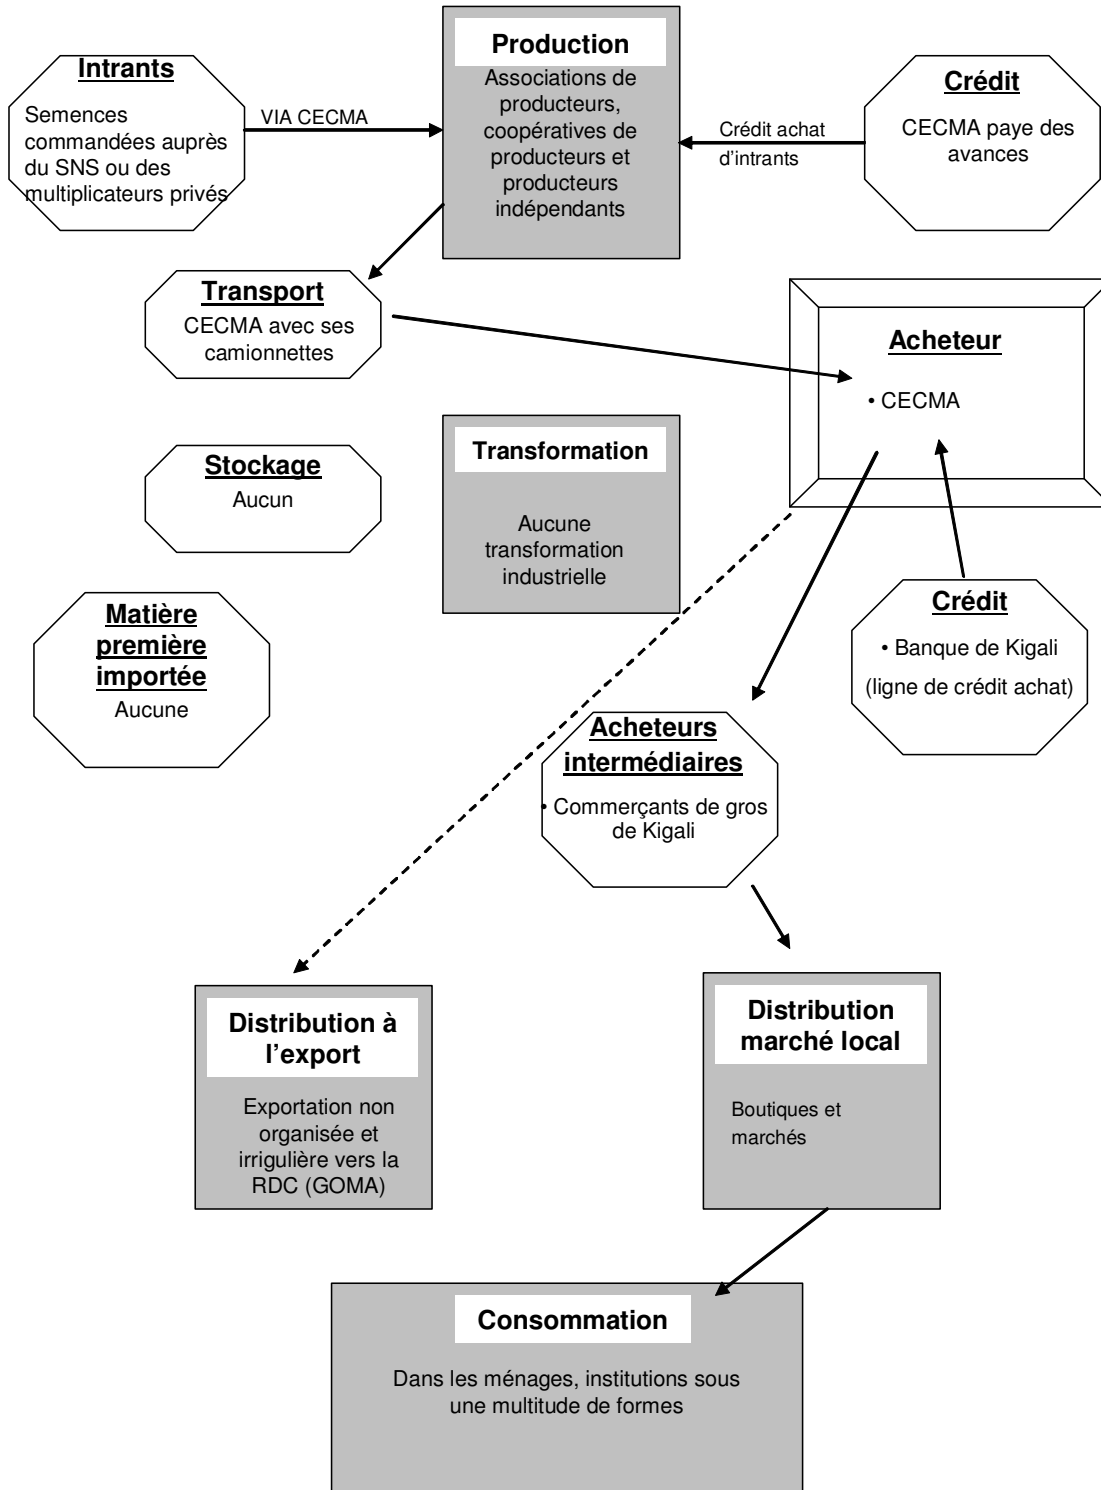 Production
Associations de
producteurs,
coopératives de
producteurs et
producteurs
indépendants
Intrants
Semences
commandées auprès
du SNS ou des
multiplicateurs privés
VIA CECMA
Crédit achat
d'intrants
Crédit
CECMA paye des
avances
Transport
CECMA avec ses
camionnettes
Acheteur
• CECMA
Transformation
Aucune
transformation
industrielle
Stockage
Aucun
Matière
première
importée
Aucune
Crédit
• Banque de Kigali
(ligne de crédit achat)
Acheteurs
intermédiaires
• Commerçants de gros
de Kigali
Distribution à
l'export
Exportation non
organisée et
irrigulière vers la
RDC (GOMA)
Distribution
marché local
Boutiques et
marchés
Consommation
Dans les ménages, institutions sous
une multitude de formes